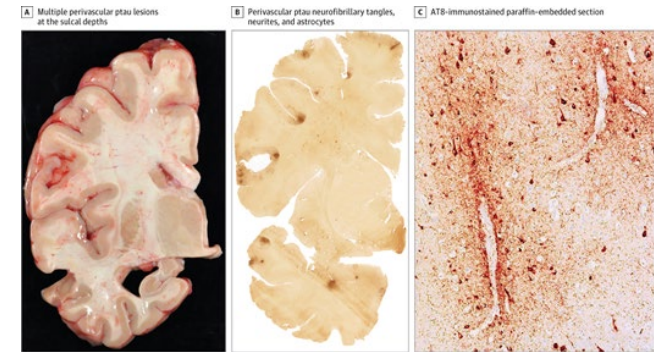 A Multiple perivascular ptau lesions
at the sulcal depths
B Perivascular ptau neurofibrillary tangles,
neurites, and astrocytes
C AT8-immunostained paraffin-embedded section